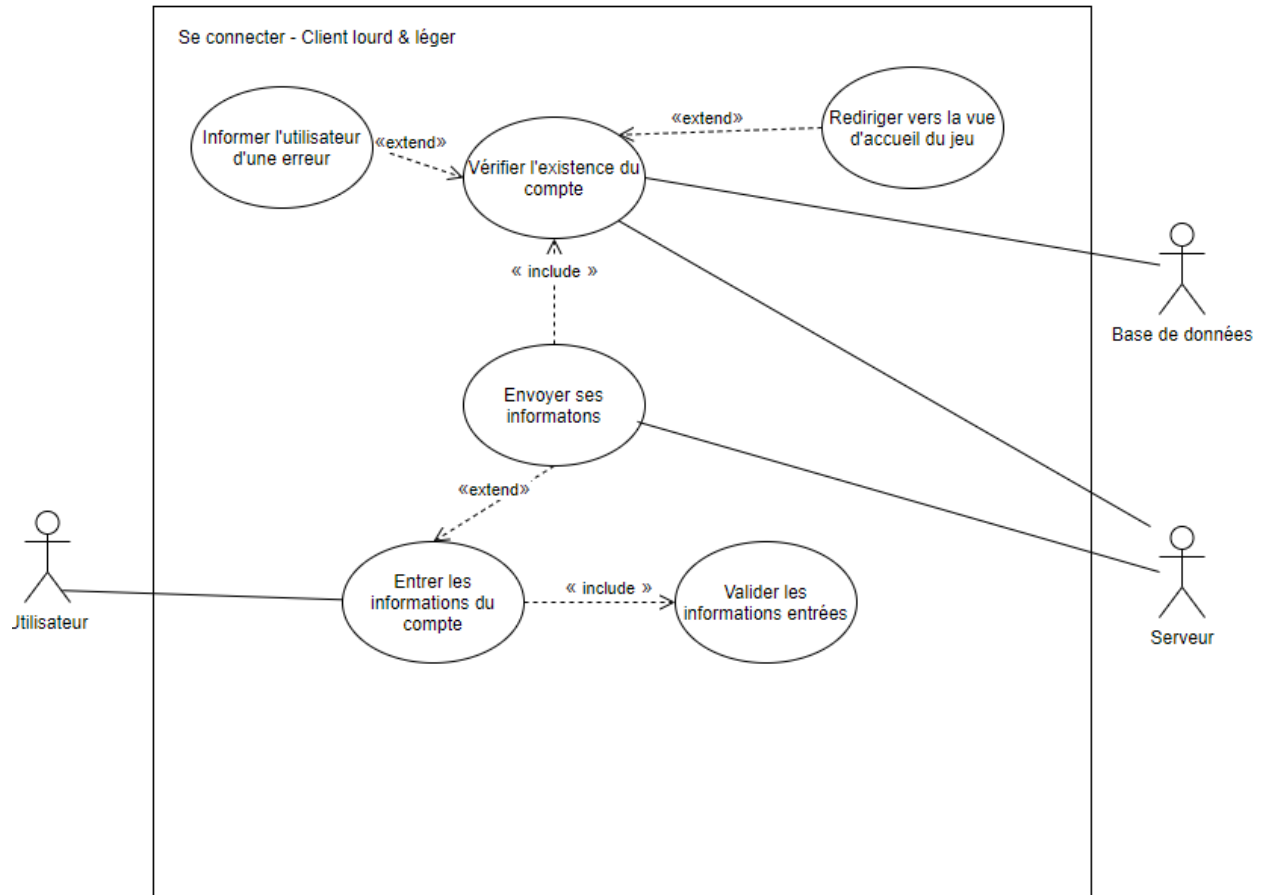 Se connecter - Client lourd & léger
Informer l'utilisateur
d'une erreur
«extend»
Vérifier l'existence du
compte
«extend»
Rediriger vers la vue
d'accueil du jeu
« include »
Base de données
Envoyer ses
informatons
«extend»
Jtilisateur
Entrer les
informations du
compte
« include »
Valider les
informations entrées
Serveur